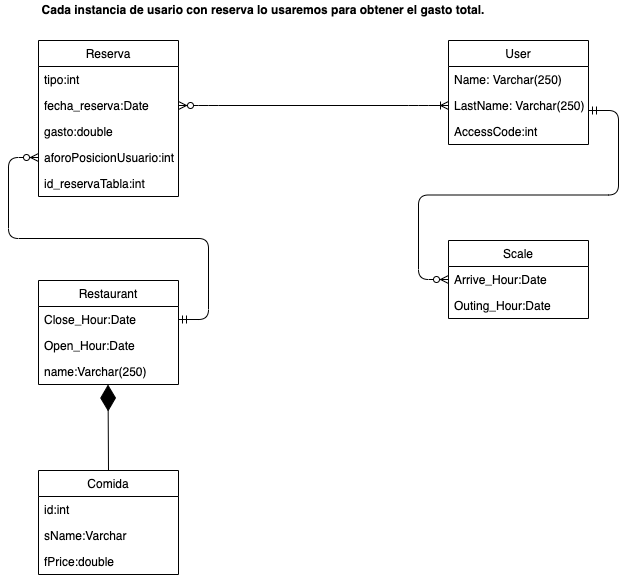 Cada instancia de usario con reserva lo usaremos para obtener el gasto total.
Reserva
tipo:int
fecha_reserva:Date
gasto:double
aforoPosicionUsuario:int
id_reservaTabla:int
User
Name: Varchar(250)
LastName: Varchar(250)
AccessCode:int
Scale
Arrive_Hour:Date
Outing_Hour:Date
Restaurant
Close_Hour:Date
Open_Hour:Date
name:Varchar(250)
Comida
id:int
sName:Varchar
fPrice:double